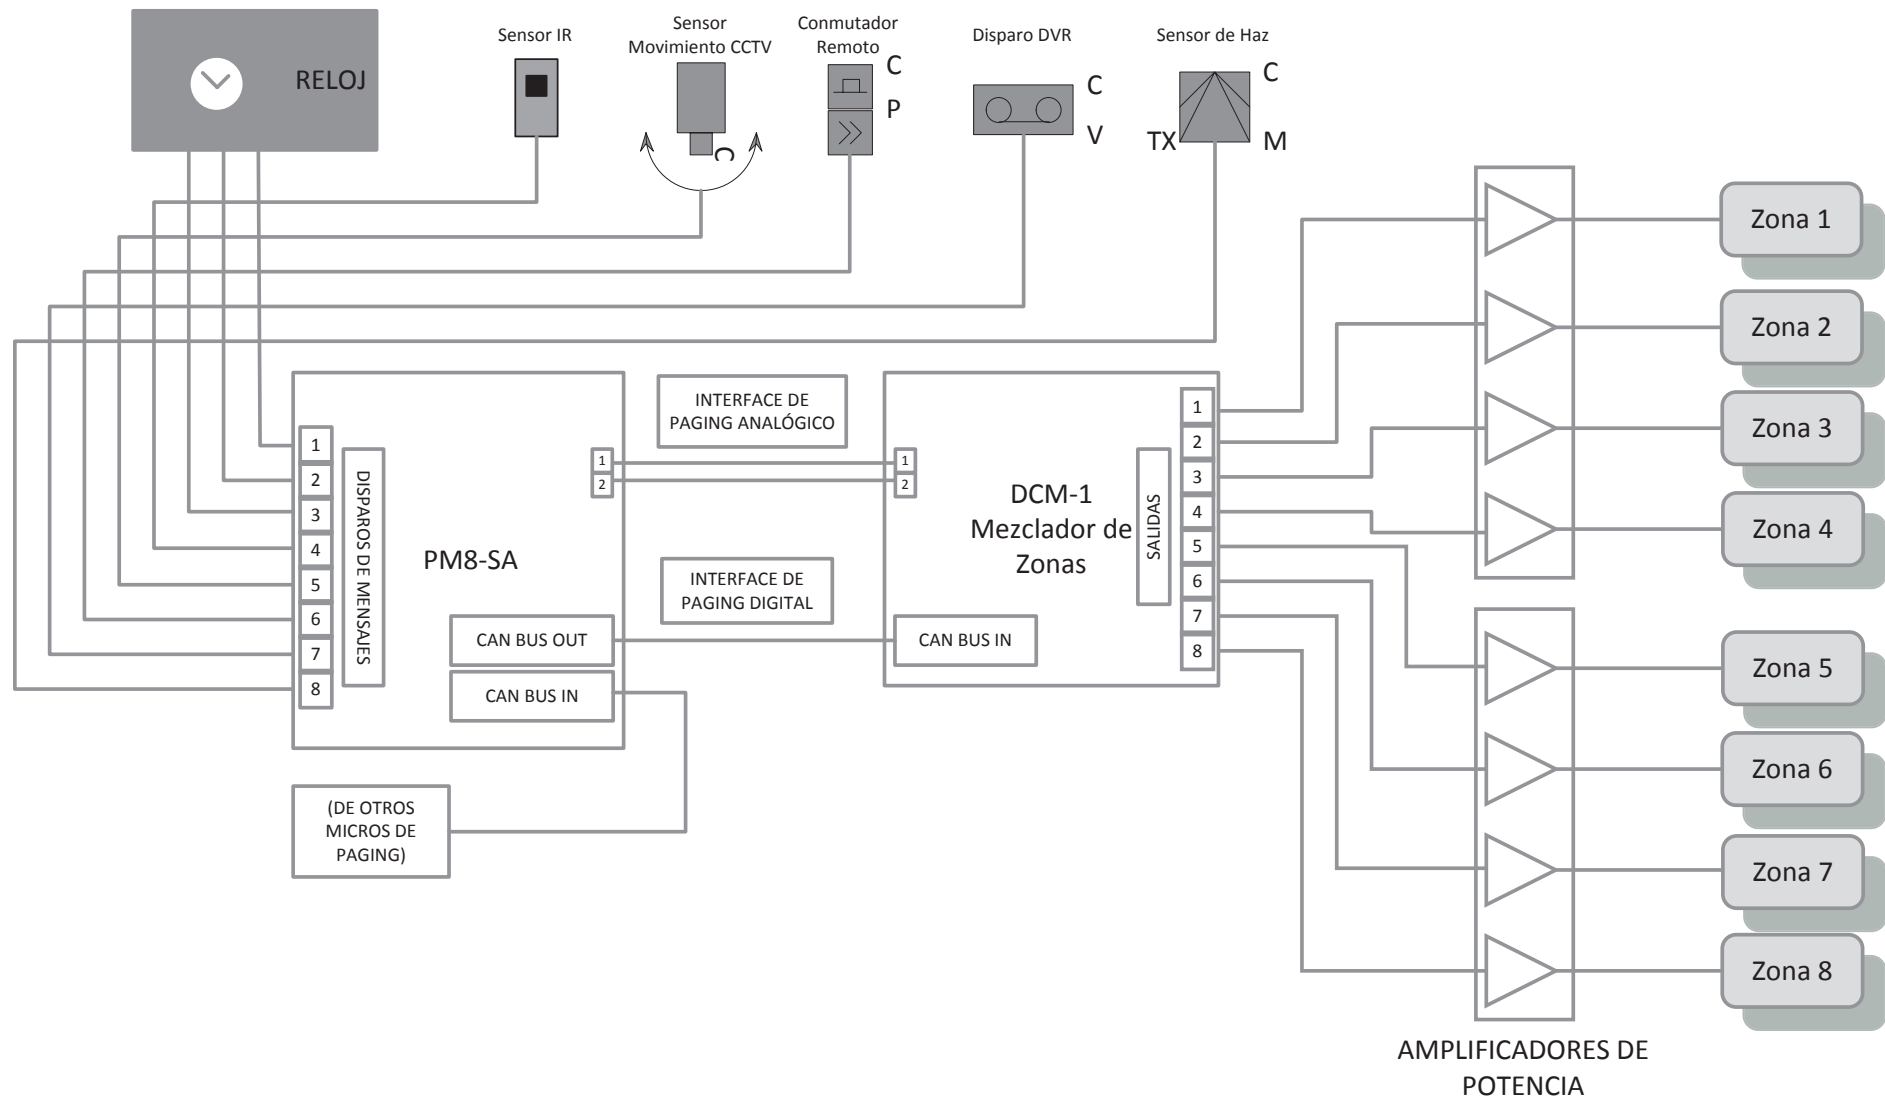 RELOJ
Sensor IR
Sensor
Movimiento CCTV
C
Conmutador
Remoto
C
P
Disparo DVR
C
V
Sensor de Haz
C
TX
M
1
2
3
4
5
6
7
8
DISPAROS DE MENSAJES
PM8-SA
1
2
CAN BUS OUT
CAN BUS IN
(DE OTROS
MICROS DE
PAGING)
INTERFACE DE
PAGING ANALÓGICO
INTERFACE DE
PAGING DIGITAL
1
2
DCM-1
Mezclador de
Zonas
CAN BUS IN
SALIDAS
1
2
3
4
5
6
7
8
Zona 1
Zona 2
Zona 3
Zona 4
Zona 5
Zona 6
Zona 7
Zona 8
AMPLIFICADORES DE
POTENCIA